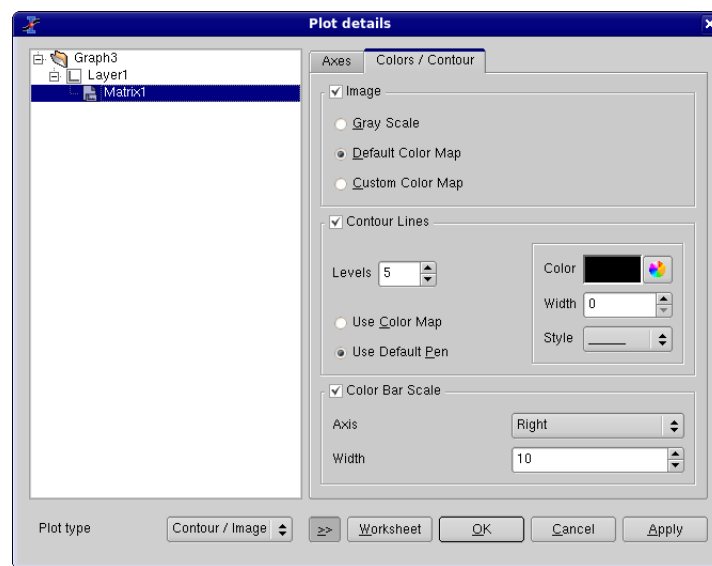 Plot details
Graph3
Layer1
Matrix1
Axes
Colors / Contour
Image
Gray Scale
Default Color Map
Custom Color Map
Contour Lines
Levels 5
Use Color Map
Use Default Pen
Color
Width 0
Style
Color Bar Scale
Axis Right
Width 10
Plot type Contour / Image >> Worksheet OK Cancel Apply